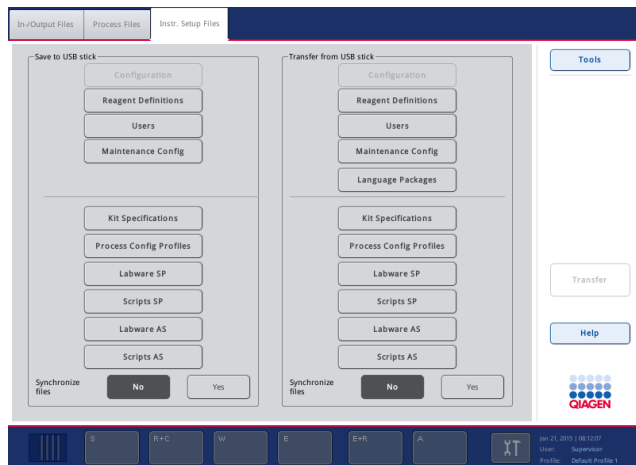 In-/Output Files Process Files Instr. Setup Files
Save to USB stick
Configuration
Reagent Definitions
Users
Maintenance Config
Kit Specifications
Process Config Profiles
Labware SP
Scripts SP
Labware AS
Scripts AS
Synchronize files No Yes
Transfer from USB stick
Configuration
Reagent Definitions
Users
Maintenance Config
Language Packages
Kit Specifications
Process Config Profiles
Labware SP
Scripts SP
Labware AS
Scripts AS
Synchronize files No Yes
Tools
Transfer
Help
QIAGEN
S R+C W E E+R A
Jan 21, 2015 | 08:12:07
User: Supervisor
Profile: Default Profile 1